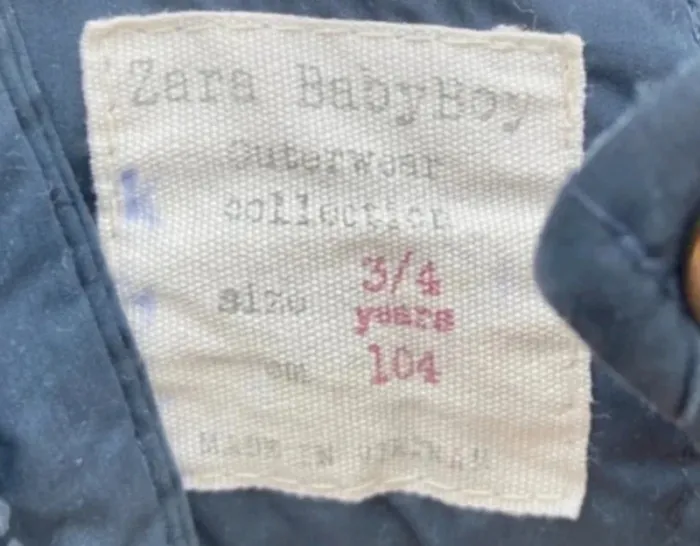 Zara BabyBoy
outerwear
collection
size 3/4
years
cm 104
MADE IN VIETNAM